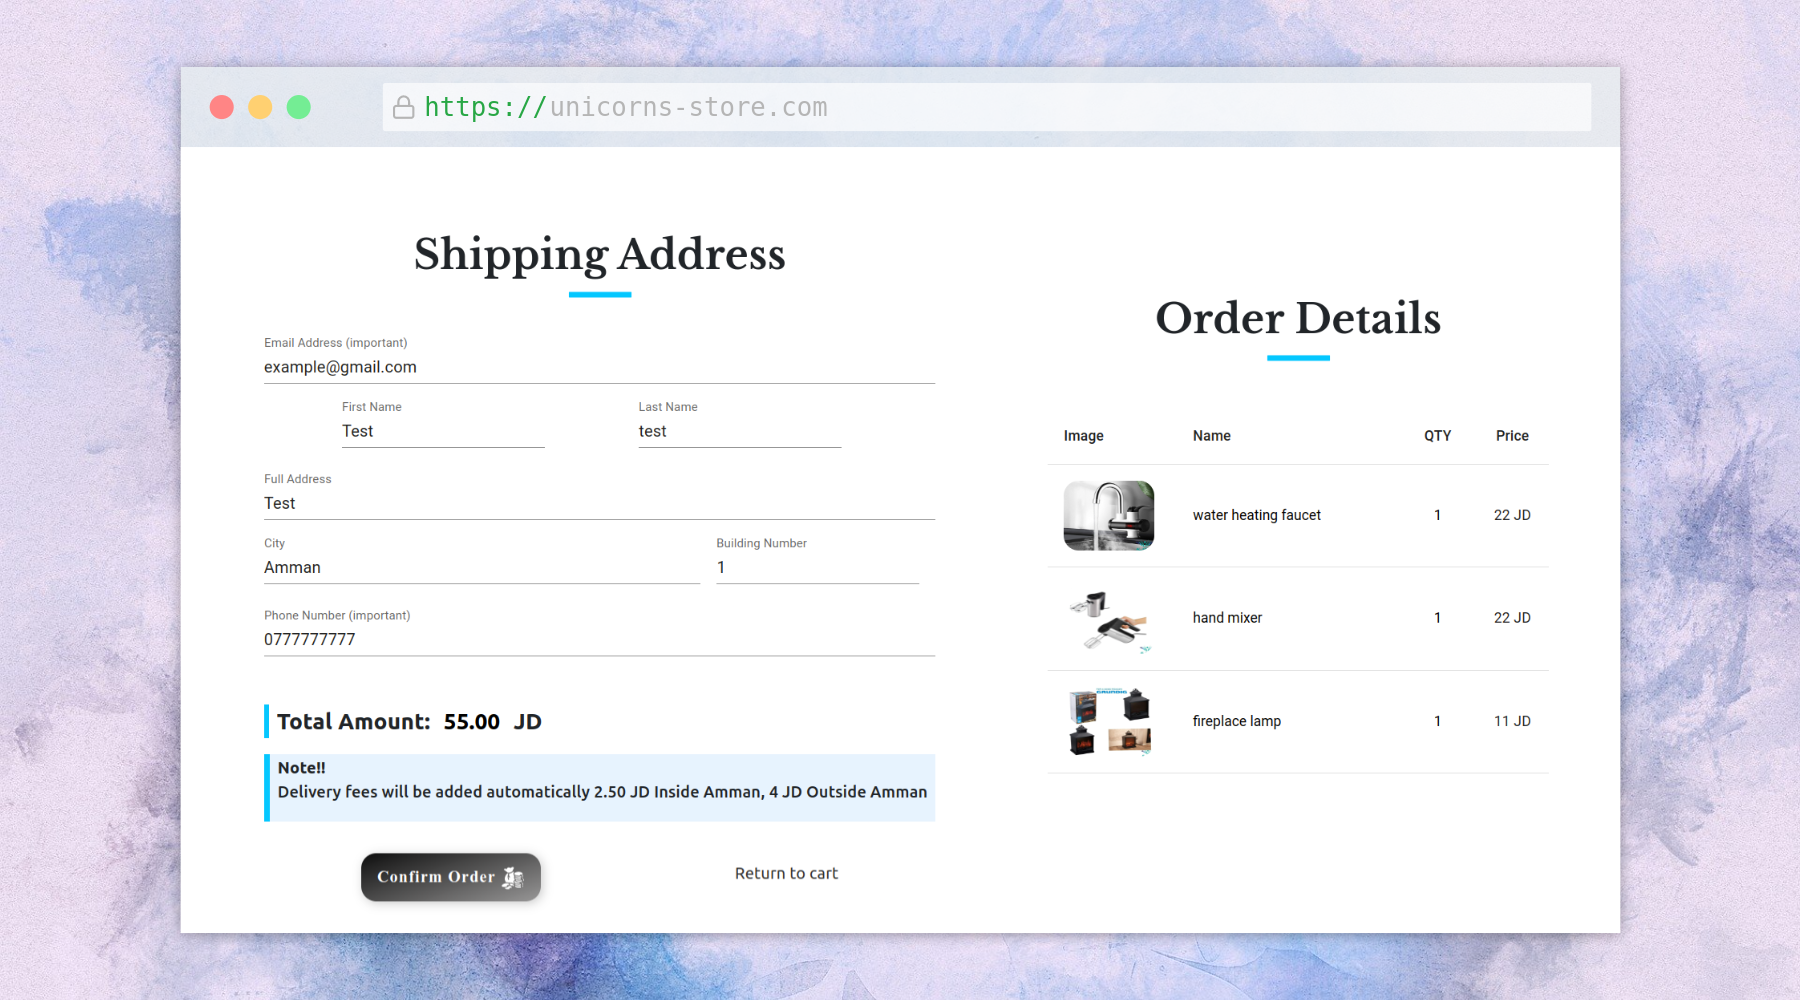 https://unicorns-store.com
Shipping Address
Email Address (important)
example@gmail.com
First Name
Last Name
Test
test
Full Address
Test
City
Building Number
Amman
1
Phone Number (important)
0777777777
Total Amount: 55.00 JD
Note!!
Delivery fees will be added automatically 2.50 JD Inside Amman, 4 JD Outside Amman
Confirm Order
Return to cart
Order Details
Image Name QTY Price
water heating faucet 1 22 JD
hand mixer 1 22 JD
GRUNDIG
fireplace lamp 1 11 JD